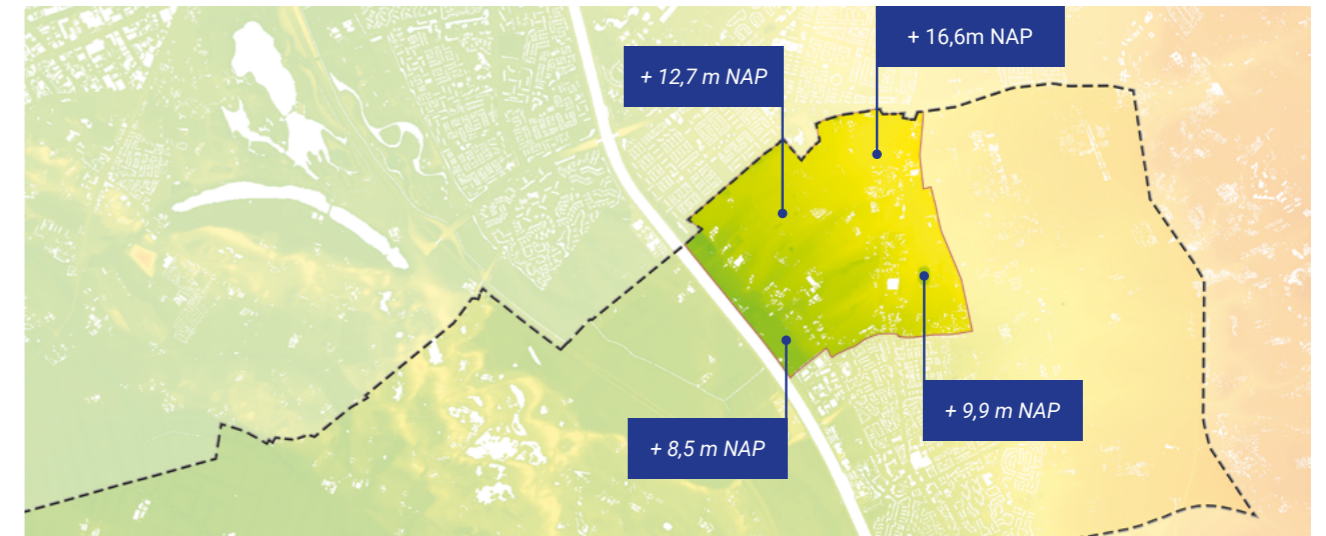 + 16,6m NAP
+ 12,7 m NAP
+ 9,9 m NAP
+ 8,5 m NAP